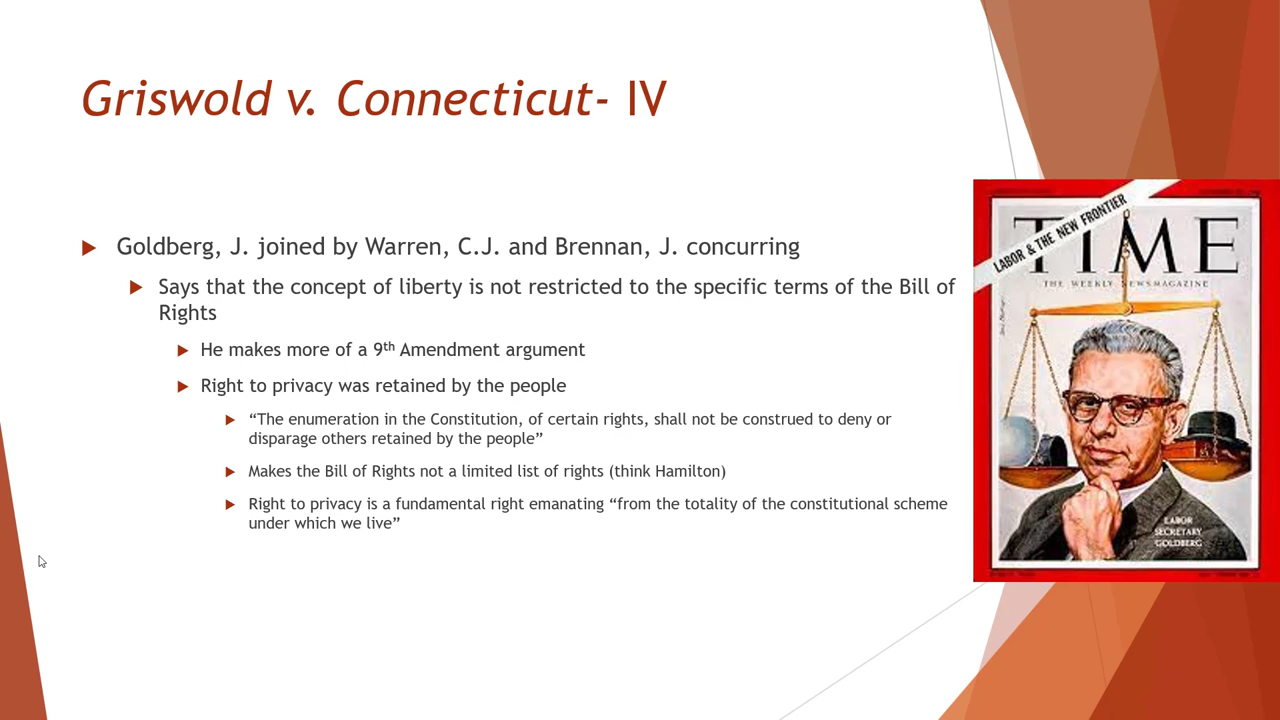 Griswold v. Connecticut- IV
Goldberg, J. joined by Warren, C.J. and Brennan, J. concurring
Says that the concept of liberty is not restricted to the specific terms of the Bill of
Rights
He makes more of a 9th Amendment argument
Right to privacy was retained by the people
“The enumeration in the Constitution, of certain rights, shall not be construed to deny or
disparage others retained by the people”
Makes the Bill of Rights not a limited list of rights (think Hamilton)
Right to privacy is a fundamental right emanating “from the totality of the constitutional scheme
under which we live”
LABOR & THE NEW FRONTIER
TIME
THE WEEKLY NEWSMAGAZINE
LABOR
SECRETARY
GOLDBERG